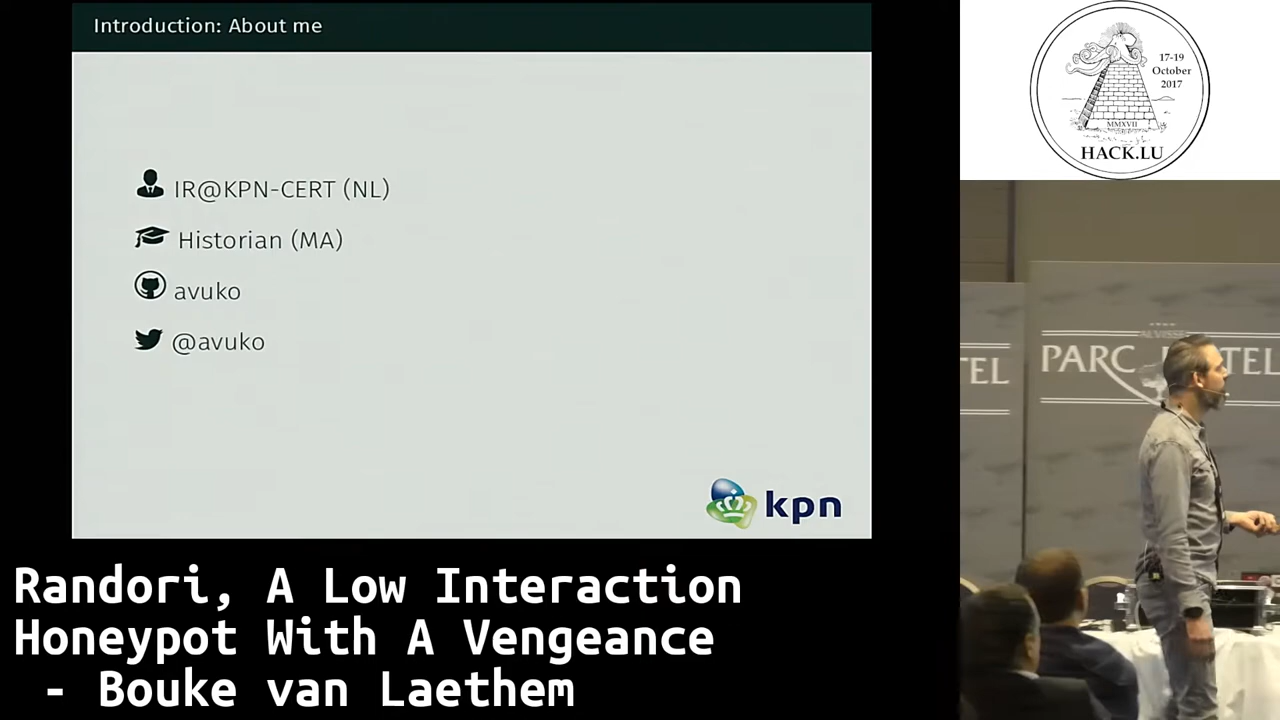 Introduction: About me
IR@KPN-CERT (NL)
Historian (MA)
avuko
@avuko
kpn
Randori, A Low Interaction
Honeypot With A Vengeance
- Bouke van Laethem
17-19
October
2017
MMXVII
HACK.LU
TEL
PARC
TEL